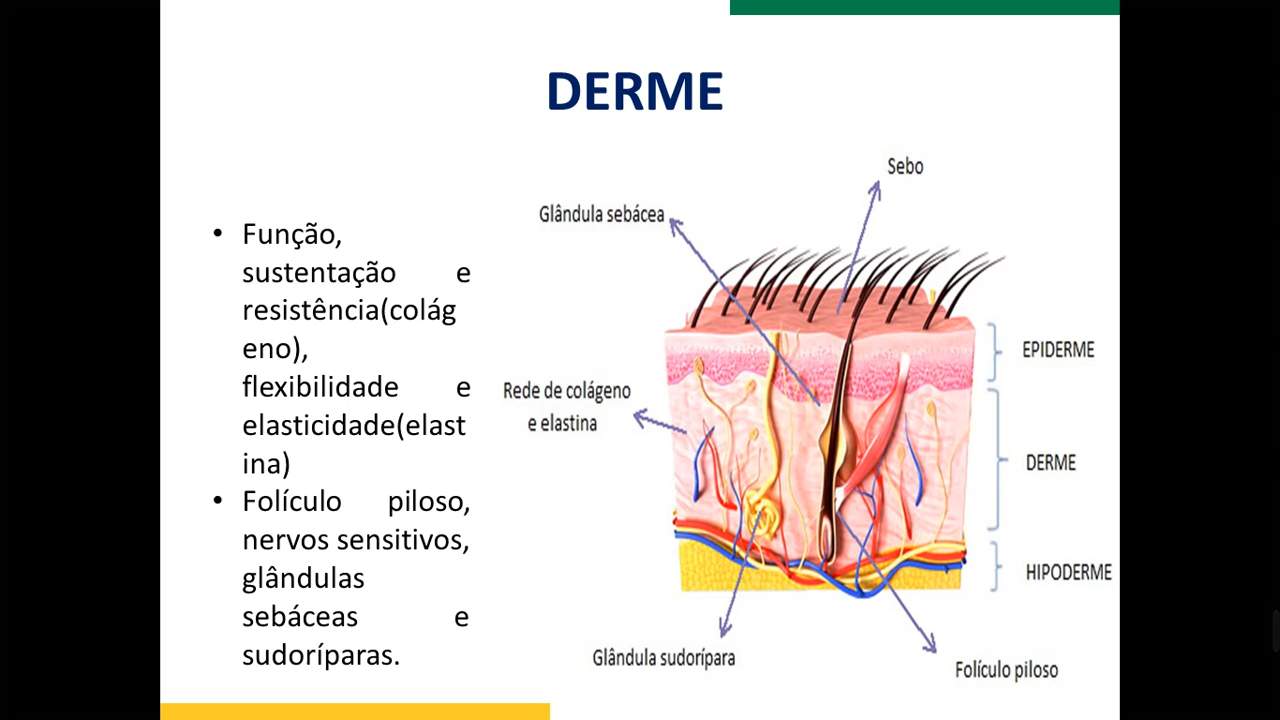 DERME
• Função,
sustentação e
resistência(colág
eno),
flexibilidade e
elasticidade(elast
ina)
• Folículo piloso,
nervos sensitivos,
glândulas
sebáceas e
sudoríparas.
Sebo
Glândula sebácea
Rede de colágeno
e elastina
EPIDERME
DERME
HIPODERME
Glândula sudorípara
Folículo piloso